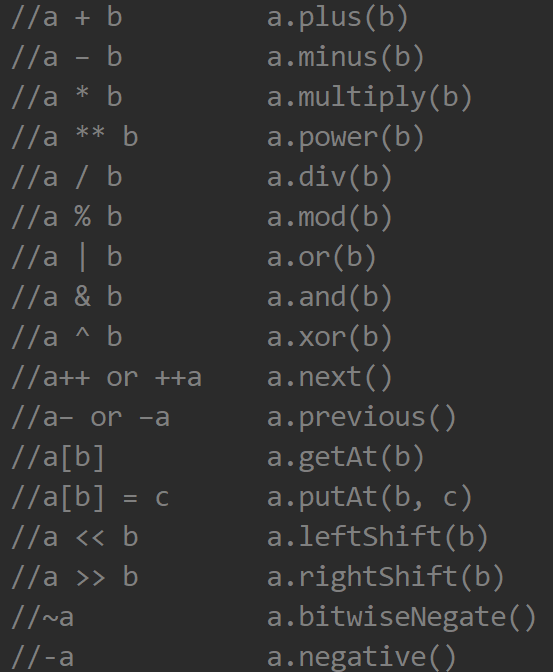 //a + b a.plus(b)
//a – b a.minus(b)
//a * b a.multiply(b)
//a ** b a.power(b)
//a / b a.div(b)
//a % b a.mod(b)
//a | b a.or(b)
//a & b a.and(b)
//a ^ b a.xor(b)
//a++ or ++a a.next()
//a– or –a a.previous()
//a[b] a.getAt(b)
//a[b] = c a.putAt(b, c)
//a << b a.leftShift(b)
//a >> b a.rightShift(b)
//~a a.bitwiseNegate()
//-a a.negative()